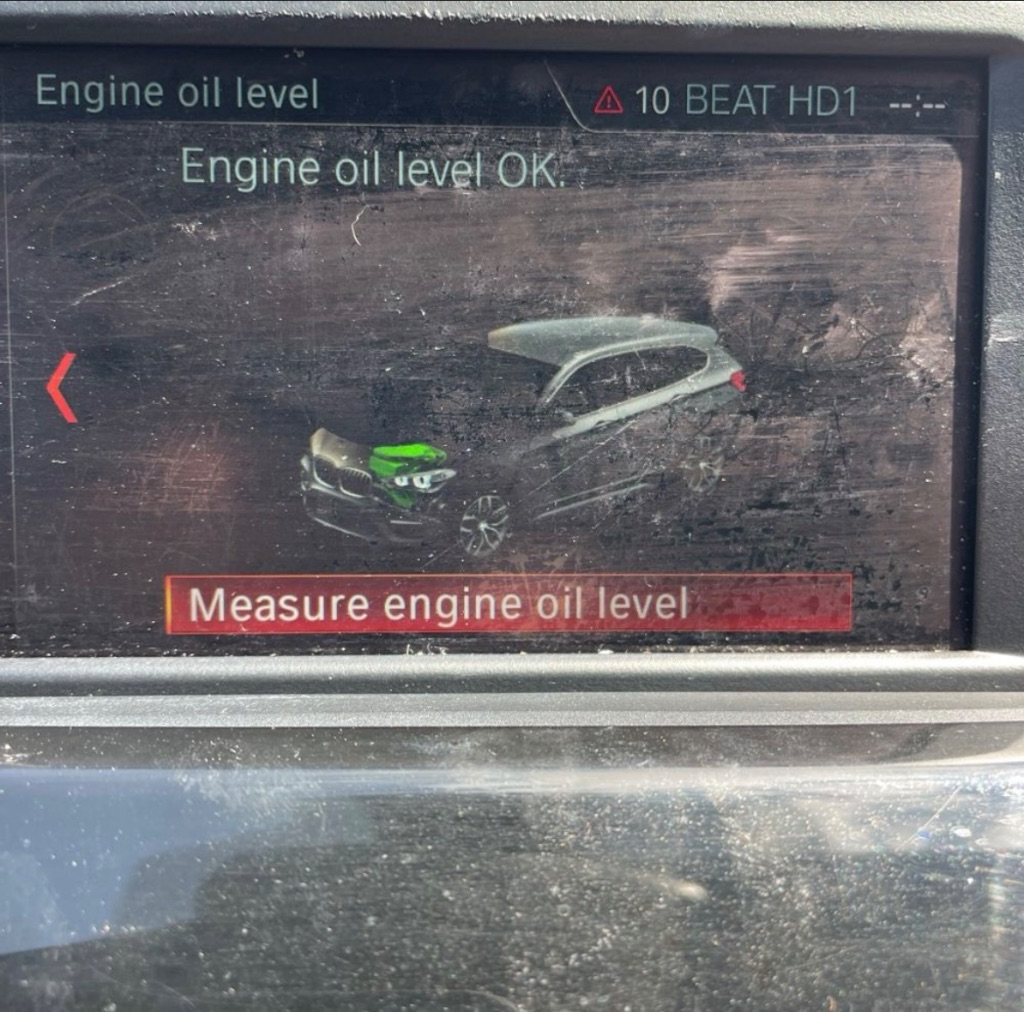 Engine oil level
10 BEAT HD1 --:--
Engine oil level OK.
Measure engine oil level